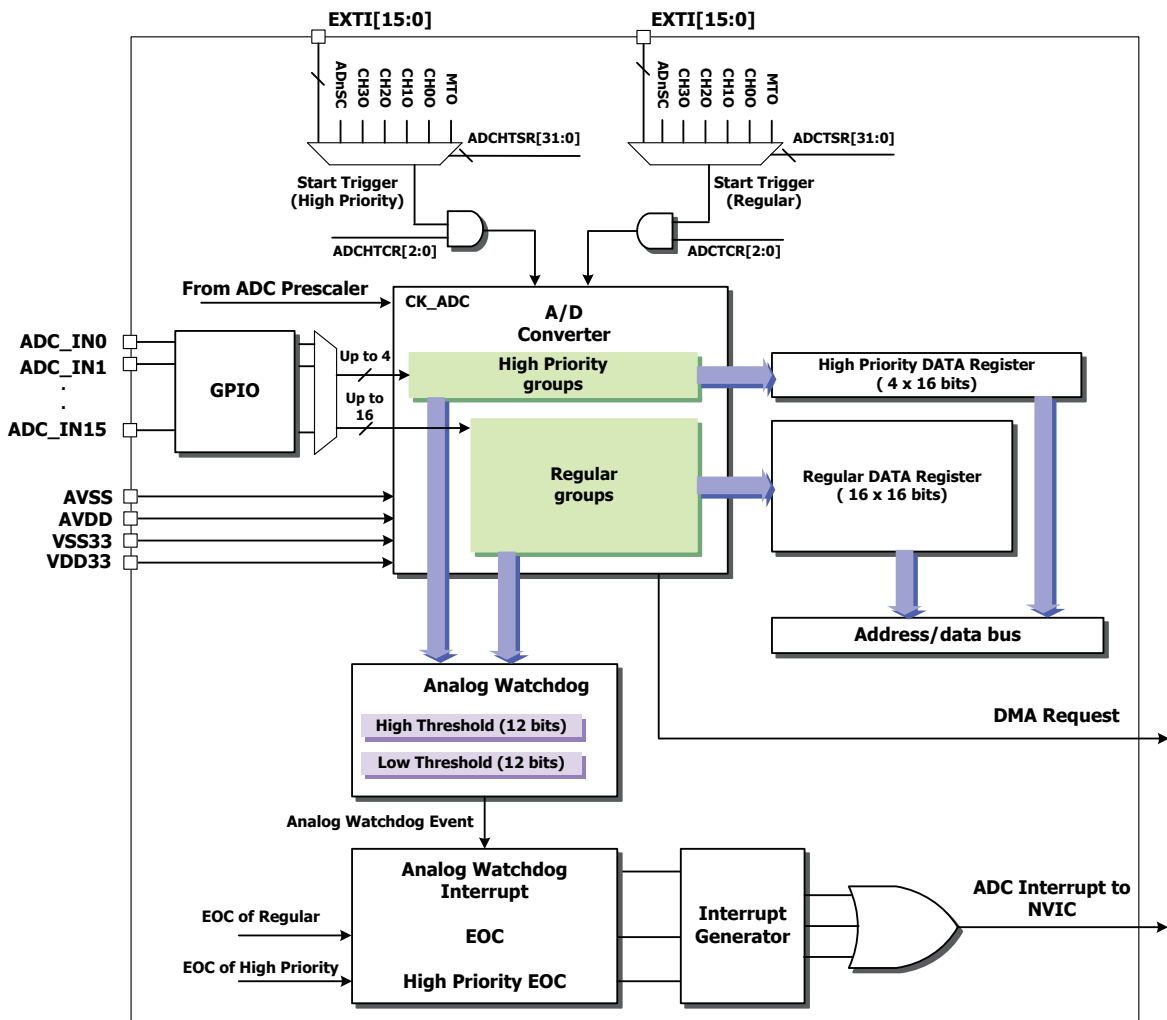 EXTI[15:0]
EXTI[15:0]
ADnSC
CH3O
CH2O
CH1O
CH0O
MTO
ADnSC
CH3O
CH2O
CH1O
CH0O
MTO
ADCHTSR[31:0]
ADCTSR[31:0]
Start Trigger
(High Priority)
Start Trigger
(Regular)
ADCHTCR[2:0]
ADCTCR[2:0]
From ADC Prescaler
CK_ADC
A/D
Converter
ADC_IN0
ADC_IN1
.
.
ADC_IN15
GPIO
Up to 4
Up to
16
High Priority
groups
High Priority DATA Register
( 4 x 16 bits)
Regular
groups
Regular DATA Register
( 16 x 16 bits)
AVSS
AVDD
VSS33
VDD33
Address/data bus
Analog Watchdog
High Threshold (12 bits)
Low Threshold (12 bits)
DMA Request
Analog Watchdog Event
Analog Watchdog
Interrupt
EOC of Regular
EOC
EOC of High Priority
High Priority EOC
Interrupt
Generator
ADC Interrupt to
NVIC